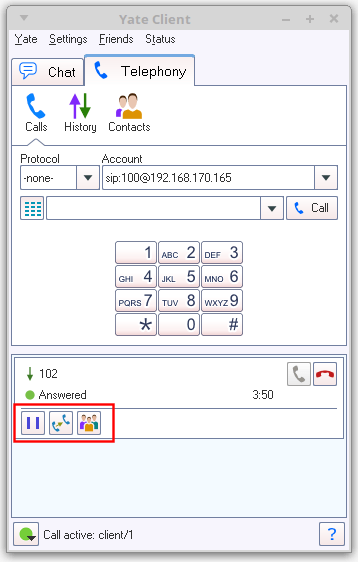 Yate Client
Yate Settings Friends Status
Chat Telephony
Calls History Contacts
Protocol Account
-none- sip:100@192.168.170.165
Call
1 ABC 2 DEF 3
GHI 4 JKL 5 MNO 6
PQRS 7 TUV 8 WXYZ 9
* 0 #
102
Answered 3:50
Call active: client/1 ?